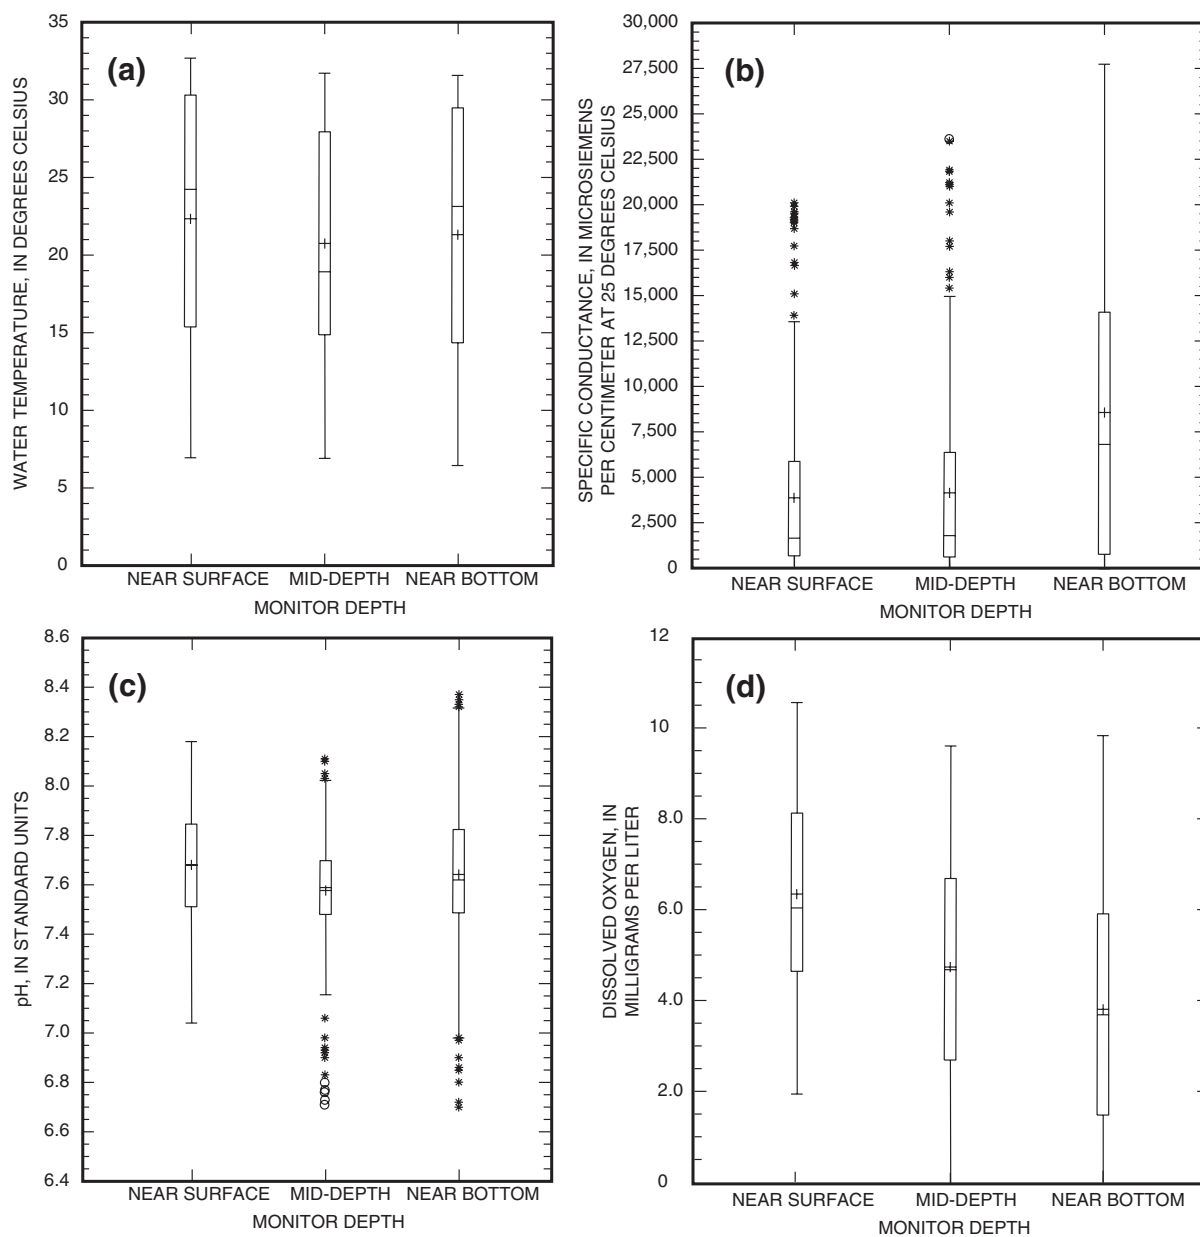 (a)
WATER TEMPERATURE, IN DEGREES CELSIUS
35
30
25
20
15
10
5
0
NEAR SURFACE MID-DEPTH NEAR BOTTOM
MONITOR DEPTH
(b)
SPECIFIC CONDUCTANCE, IN MICROSIEMENS
PER CENTIMETER AT 25 DEGREES CELSIUS
30,000
27,500
25,000
22,500
20,000
17,500
15,000
12,500
10,000
7,500
5,000
2,500
0
NEAR SURFACE MID-DEPTH NEAR BOTTOM
MONITOR DEPTH
(c)
pH, IN STANDARD UNITS
8.6
8.4
8.2
8.0
7.8
7.6
7.4
7.2
7.0
6.8
6.6
6.4
NEAR SURFACE MID-DEPTH NEAR BOTTOM
MONITOR DEPTH
(d)
DISSOLVED OXYGEN, IN
MILLIGRAMS PER LITER
12
10
8.0
6.0
4.0
2.0
0
NEAR SURFACE MID-DEPTH NEAR BOTTOM
MONITOR DEPTH